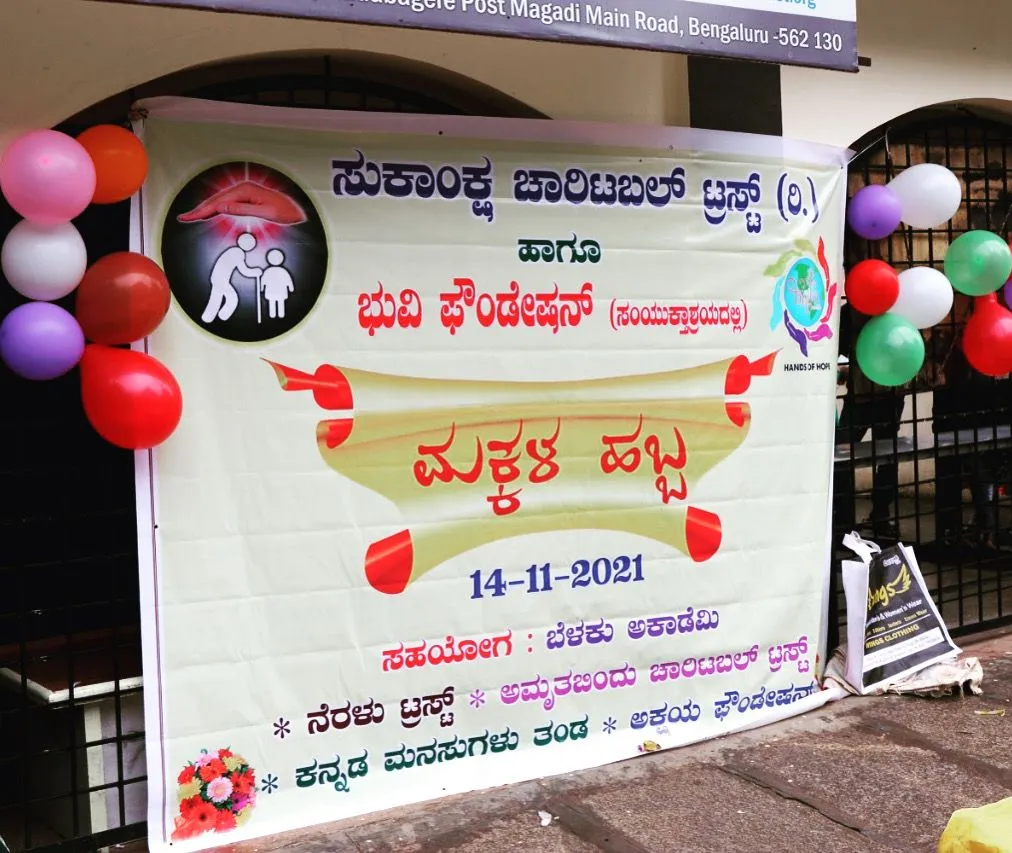 Post Magadi Main Road, Bengaluru -562 130
ಸುಕಾಂಕ್ಷ ಚಾರಿಟಬಲ್ ಟ್ರಸ್ಟ್ (ರಿ.)
ಹಾಗೂ
ಭುವಿ ಫೌಂಡೇಷನ್ (ಸಂಯುಕ್ತಾಶ್ರಯದಲ್ಲಿ)
HANDS OF HOPE
ಮಕ್ಕಳ ಹಬ್ಬ
14-11-2021
ಸಹಯೋಗ : ಬೆಳಕು ಅಕಾಡೆಮಿ
* ನೆರಳು ಟ್ರಸ್ಟ್ * ಅಮೃತಬಿಂದು ಚಾರಿಟಬಲ್ ಟ್ರಸ್ಟ್
* ಕನ್ನಡ ಮನಸುಗಳು ತಂಡ * ಅಕ್ಷಯ ಫೌಂಡೇಷನ್
& Women's Wear
WINGS CLOTHING